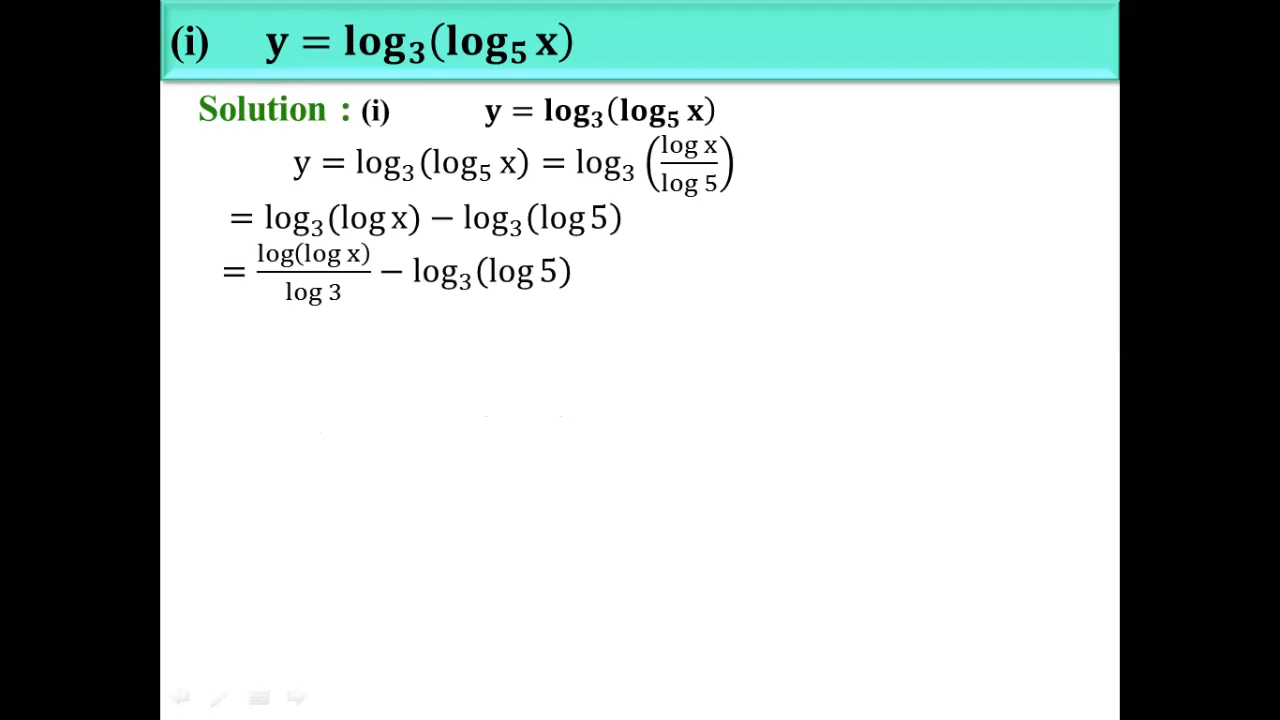 (i) y = log₃(log₅ x)
Solution : (i) y = log₃(log₅ x)
y = log₃(log₅ x) = log₃ (log x / log 5)
= log₃(log x) − log₃(log 5)
= log(log x) / log 3 − log₃(log 5)